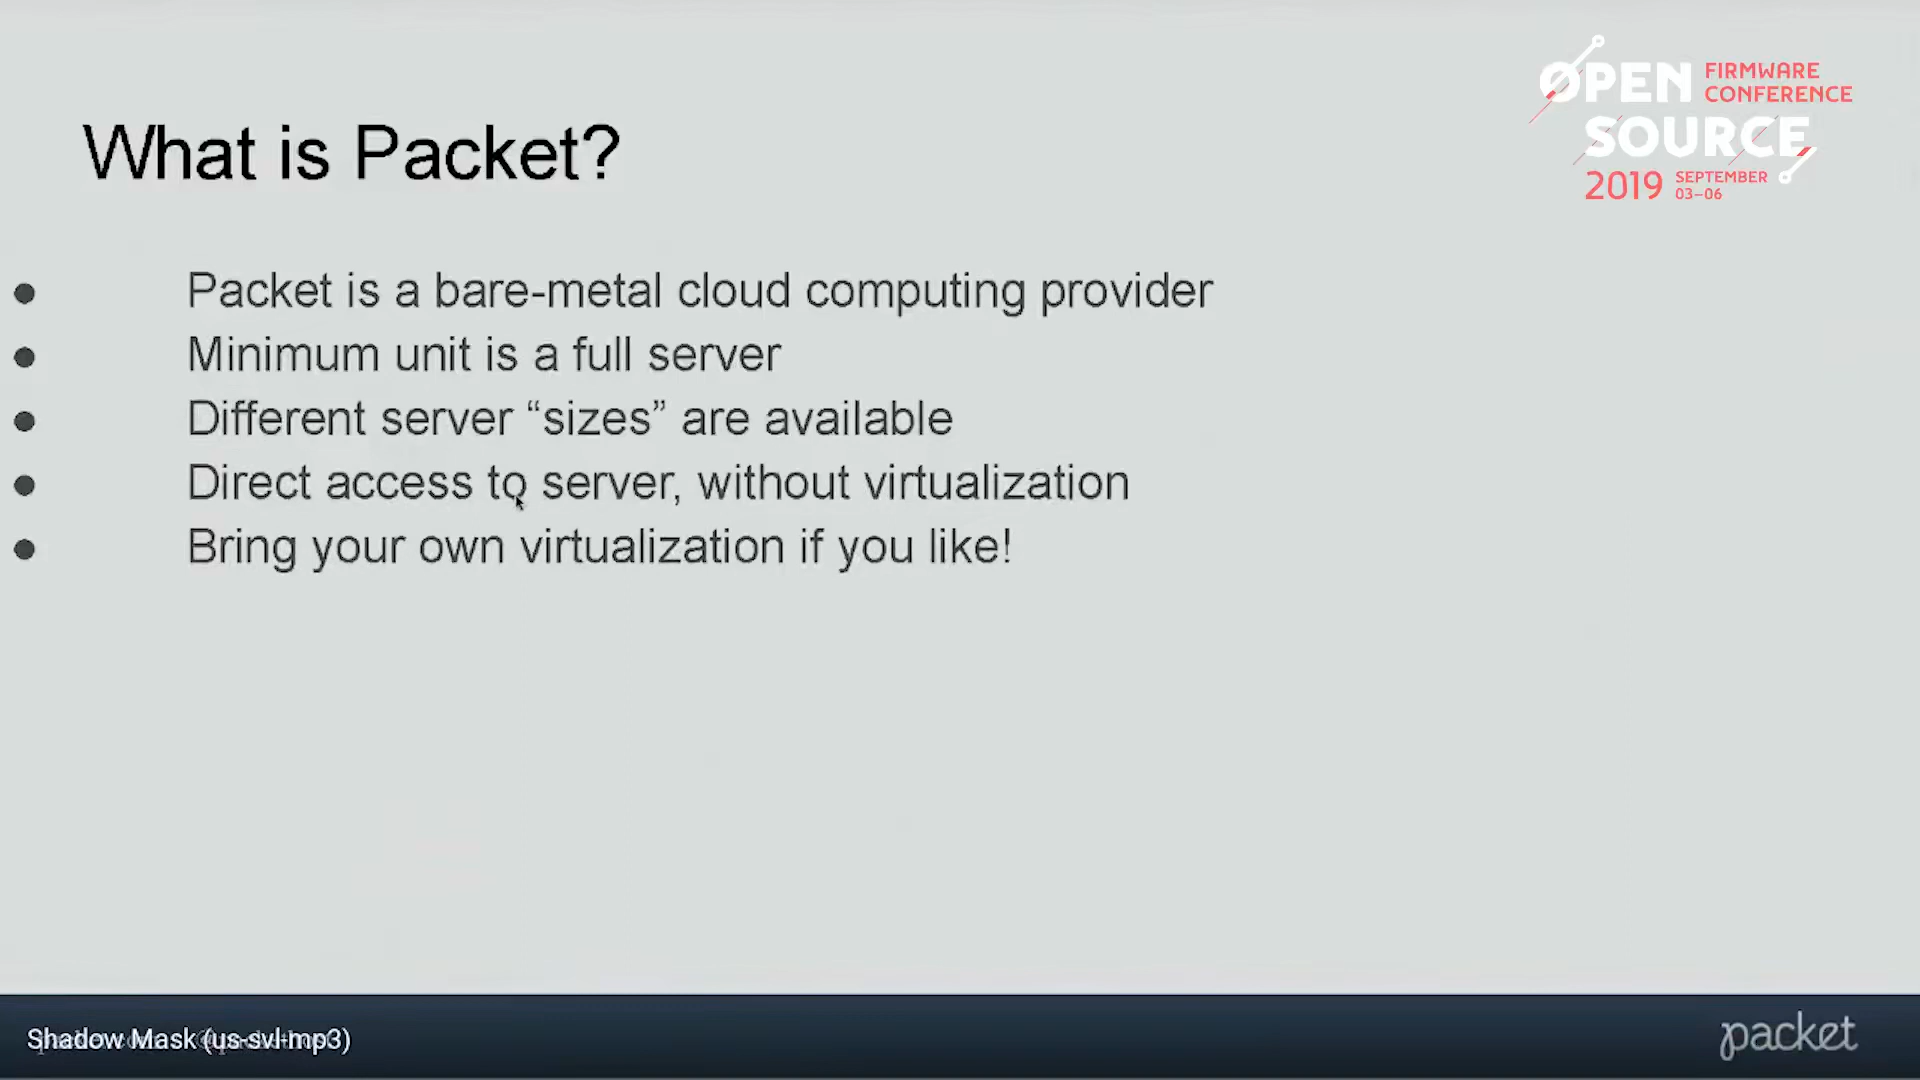 OPEN FIRMWARE
CONFERENCE
SOURCE
2019 SEPTEMBER
03–06
What is Packet?
● Packet is a bare-metal cloud computing provider
● Minimum unit is a full server
● Different server “sizes” are available
● Direct access to server, without virtualization
● Bring your own virtualization if you like!
Shadow Mask (us-svl-mp3)
packet